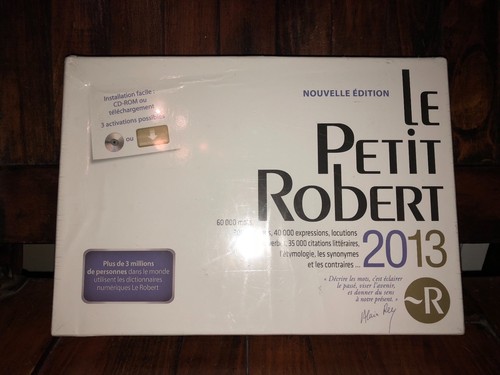 Installation facile :
CD-ROM ou
téléchargement
3 activations possibles
ou
NOUVELLE ÉDITION
LE
PETIT
ROBERT
2013
60 000 mots,
40 000 expressions, locutions
35 000 citations littéraires,
l'étymologie, les synonymes
et les contraires ...
Plus de 3 millions
de personnes dans le monde
utilisent les dictionnaires
numériques Le Robert
« Décrire les mots, c'est éclairer
le passé, viser l'avenir,
et donner du sens
à notre présent. »
Alain Rey
~R